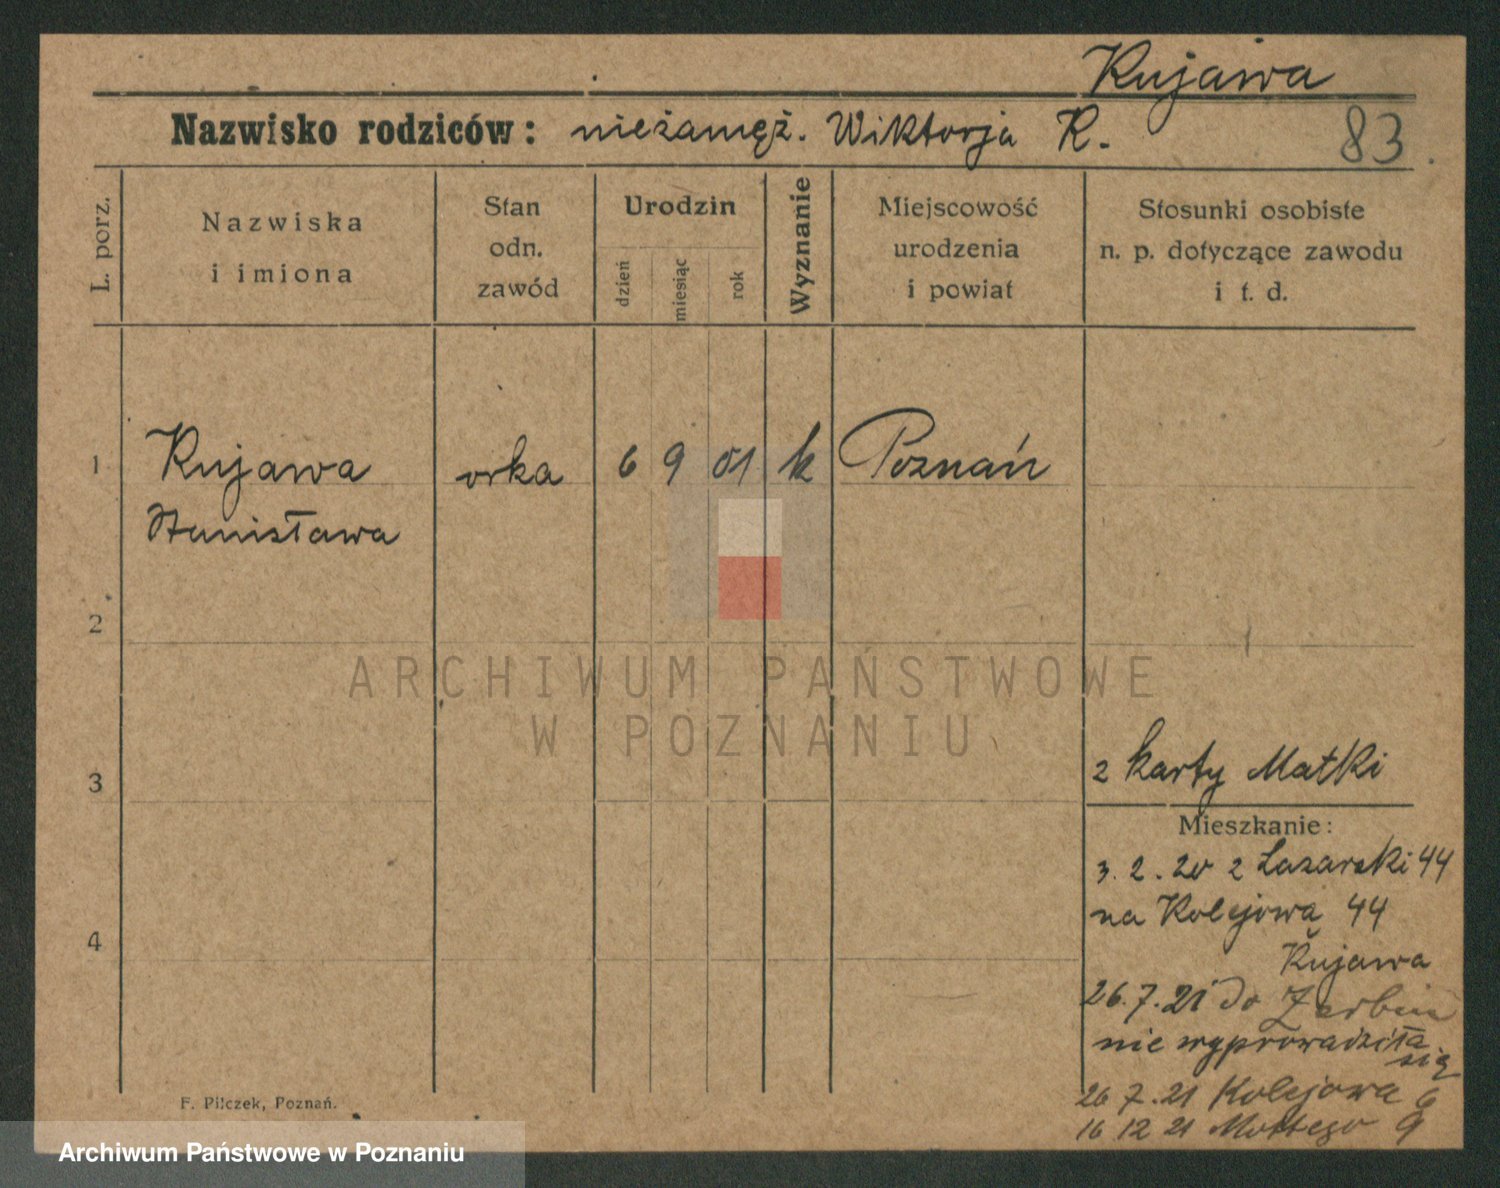 Kujawa
Nazwisko rodziców: niezamęż. Wiktorja K.
83
L. porz.
Nazwiska
i imiona
Stan
odn.
zawód
Urodzin
dzień
miesiąc
rok
Wyznanie
Miejscowość
urodzenia
i powiat
Stosunki osobiste
n. p. dotyczące zawodu
i t. d.
1
Kujawa
Stanisława
orka
6
9
01
k
Poznań
2
ARCHIWUM PAŃSTWOWE
W POZNANIU
3
2 karty Matki
Mieszkanie:
3. 2. 20 z Łazarski 44
na Kolejową 44
4
Kujawa
26. 7. 21 do
nie wyprowadziła
się
26 7. 21 Kolejowa 6
16 12 21 Mottego 9
F. Pilczek, Poznań.
Archiwum Państwowe w Poznaniu